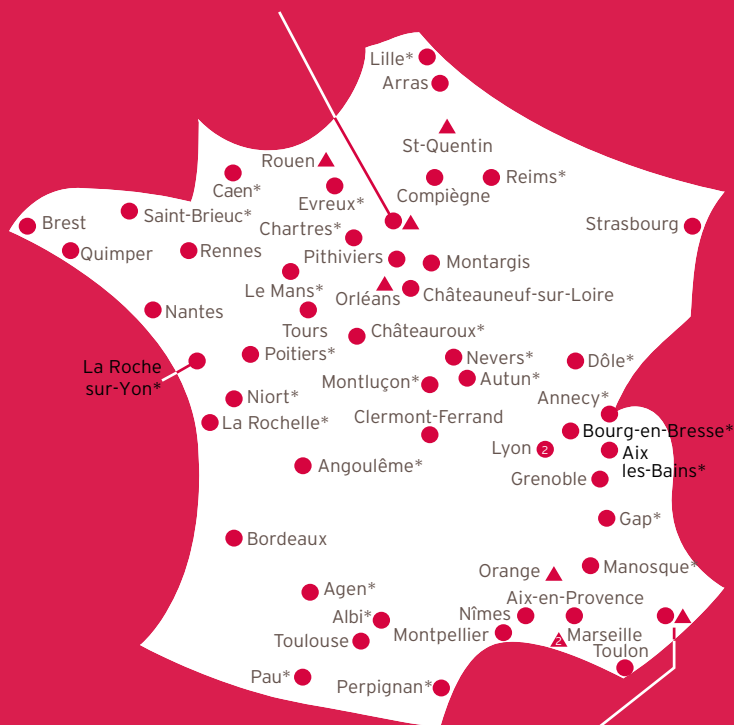 Lille*
Arras
St-Quentin
Rouen
Caen*
Evreux*
Compiègne
Reims*
Brest
Saint-Brieuc*
Chartres*
Strasbourg
Quimper
Rennes
Pithiviers
Montargis
Le Mans*
Orléans
Châteauneuf-sur-Loire
Nantes
Tours
Châteauroux*
La Roche
sur-Yon*
Poitiers*
Nevers*
Dôle*
Montluçon*
Autun*
Niort*
Annecy*
La Rochelle*
Clermont-Ferrand
Bourg-en-Bresse*
Lyon 2
Aix
les-Bains*
Angoulême*
Grenoble
Gap*
Bordeaux
Orange
Manosque*
Agen*
Aix-en-Provence
Albi*
Nîmes
Toulouse
Montpellier
2 Marseille
Toulon
Pau*
Perpignan*